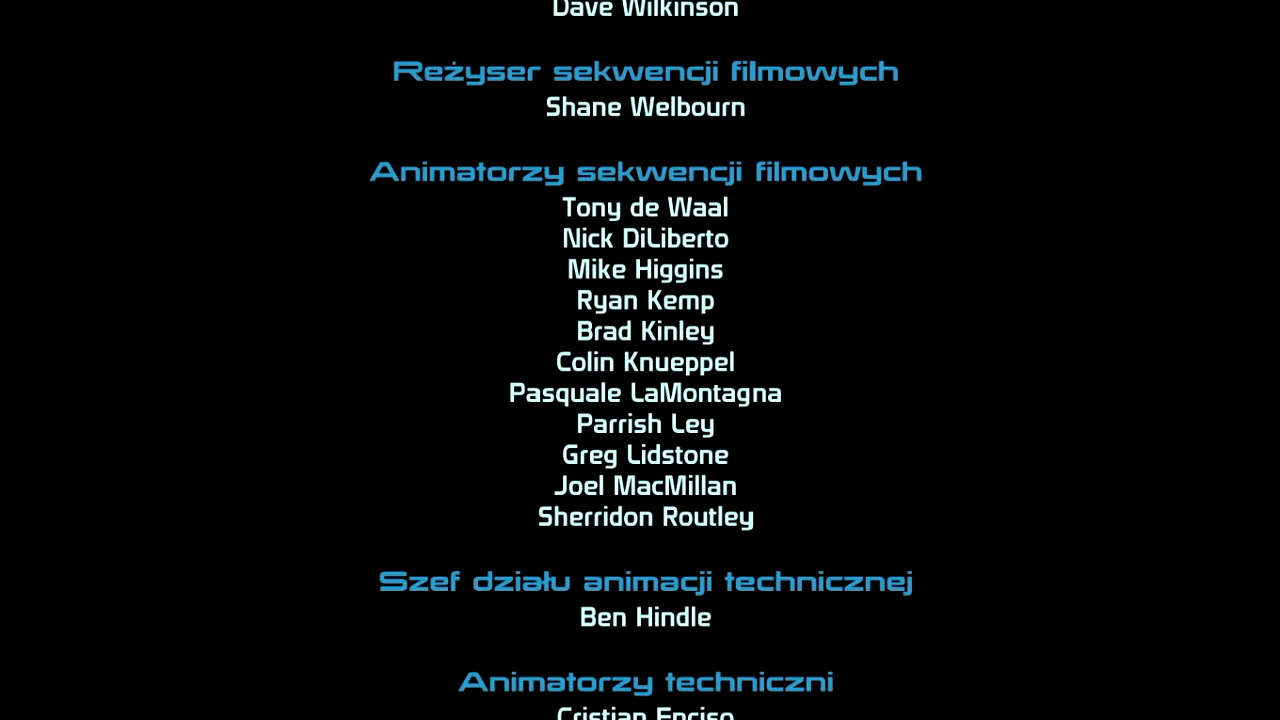 Dave Wilkinson
Reżyser sekwencji filmowych
Shane Welbourn
Animatorzy sekwencji filmowych
Tony de Waal
Nick DiLiberto
Mike Higgins
Ryan Kemp
Brad Kinley
Colin Knueppel
Pasquale LaMontagna
Parrish Ley
Greg Lidstone
Joel MacMillan
Sherridon Routley
Szef działu animacji technicznej
Ben Hindle
Animatorzy techniczni
Cristian Enciso